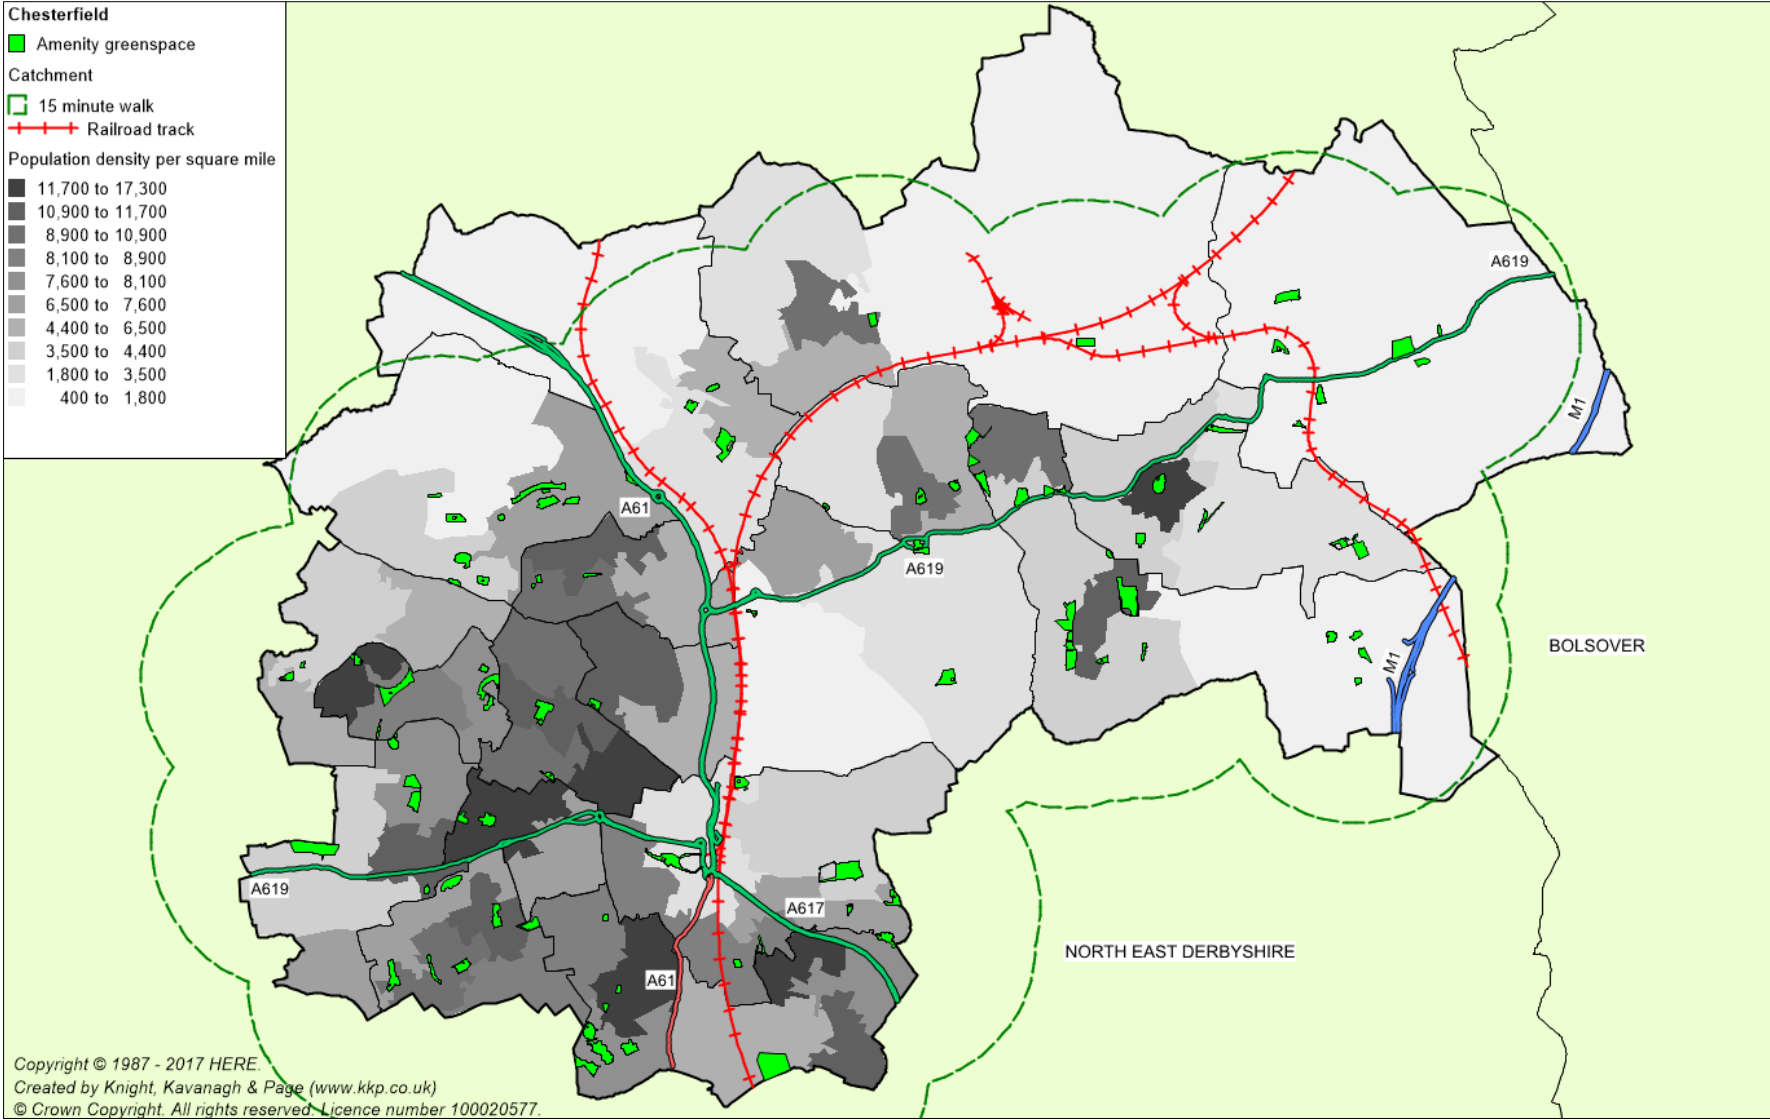 Chesterfield
Amenity greenspace
Catchment
15 minute walk
Railroad track
Population density per square mile
11,700 to 17,300
10,900 to 11,700
8,900 to 10,900
8,100 to 8,900
7,600 to 8,100
6,500 to 7,600
4,400 to 6,500
3,500 to 4,400
1,800 to 3,500
400 to 1,800
A619
M1
A61
A619
BOLSOVER
M1
A619
A617
NORTH EAST DERBYSHIRE
A61
Copyright © 1987 - 2017 HERE.
Created by Knight, Kavanagh & Page (www.kkp.co.uk)
© Crown Copyright. All rights reserved. Licence number 100020577.